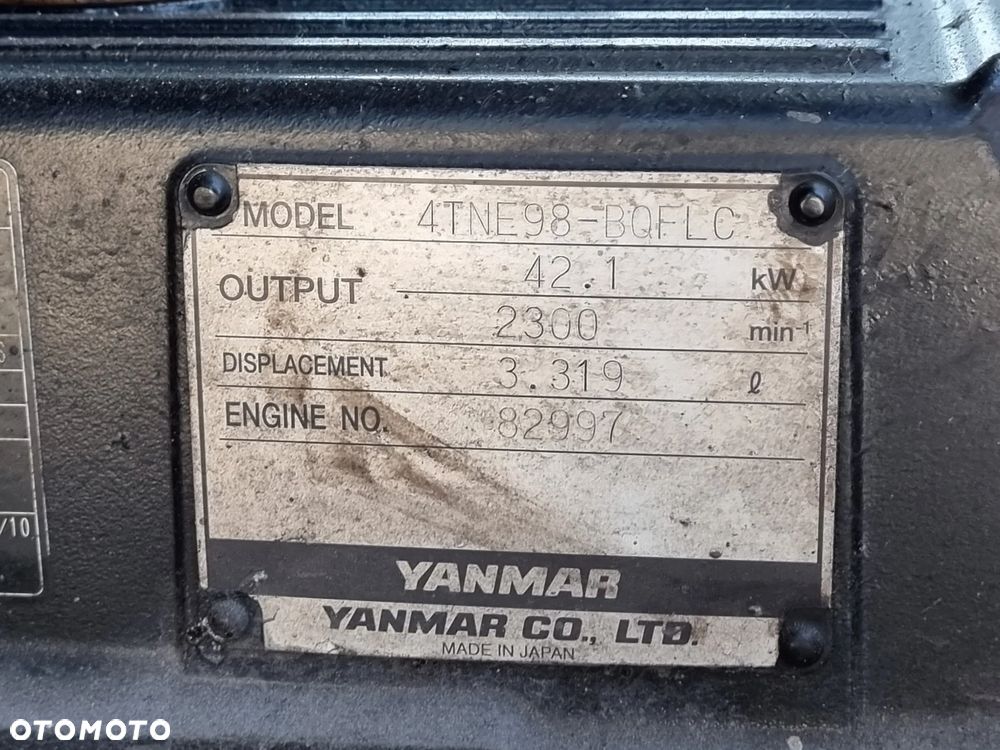 MODEL 4TNE98-BQFLC
OUTPUT 42.1 kW
2300 min⁻¹
DISPLACEMENT 3.319 ℓ
ENGINE NO. 82997
YANMAR
YANMAR CO., LTD.
MADE IN JAPAN
/10
OTOMOTO